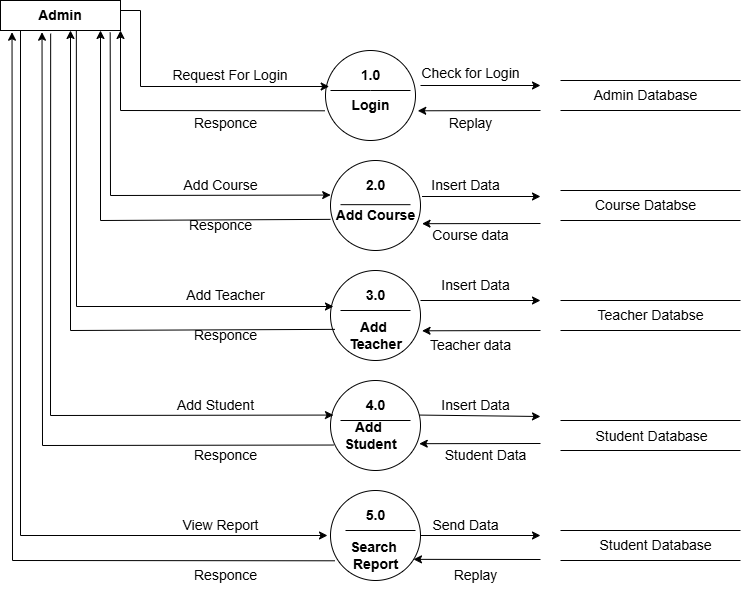 Admin
Request For Login
1.0
Login
Check for Login
Admin Database
Responce
Replay
Add Course
2.0
Add Course
Insert Data
Course Databse
Responce
Course data
Add Teacher
3.0
Add
Teacher
Insert Data
Teacher Databse
Responce
Teacher data
Add Student
4.0
Add
Student
Insert Data
Student Database
Responce
Student Data
View Report
5.0
Search
Report
Send Data
Student Database
Responce
Replay